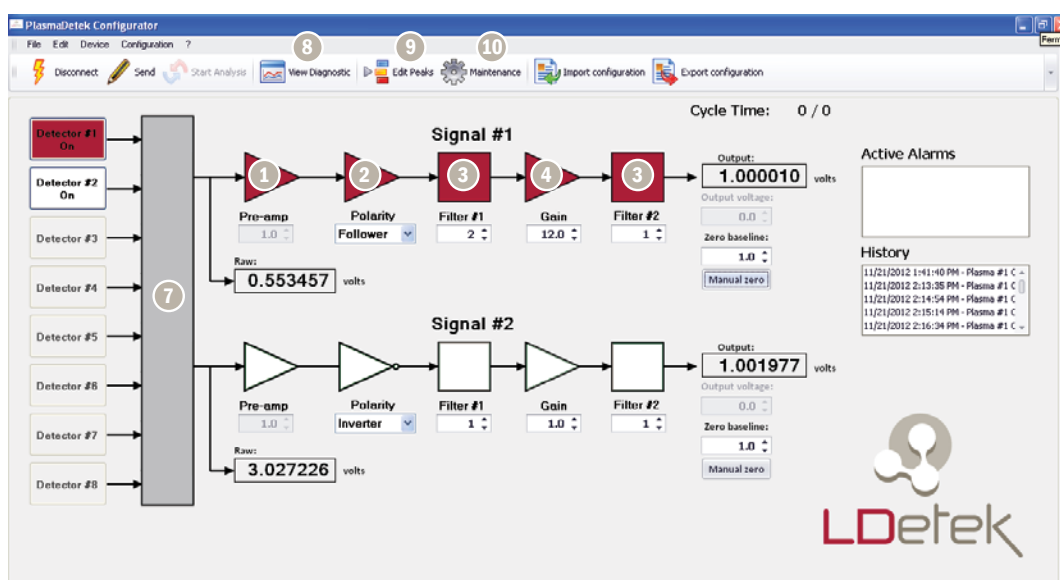 PlasmaDetek Configurator
Ferm
File Edit Device Configuration ?
8 9 10
Disconnect Send Start Analysis View Diagnostic Edit Peaks Maintenance Import configuration Export configuration
Cycle Time: 0 / 0
Detector #1
On
Detector #2
On
Detector #3
Detector #4
Detector #5
Detector #6
Detector #7
Detector #8
7
Signal #1
1 2 3 4 3
Pre-amp Polarity Filter #1 Gain Filter #2
1.0 Follower 2 12.0 1
Raw:
0.553457 volts
Output:
1.000010 volts
Output voltage:
0.0
Zero baseline:
1.0
Manual zero
Signal #2
Pre-amp Polarity Filter #1 Gain Filter #2
1.0 Inverter 1 1.0 1
Raw:
3.027226 volts
Output:
1.001977 volts
Output voltage:
0.0
Zero baseline:
1.0
Manual zero
Active Alarms
History
11/21/2012 1:41:40 PM - Plasma #1 C
11/21/2012 2:13:35 PM - Plasma #1 C
11/21/2012 2:14:54 PM - Plasma #1 C
11/21/2012 2:15:14 PM - Plasma #1 C
11/21/2012 2:16:34 PM - Plasma #1 C
LDetek